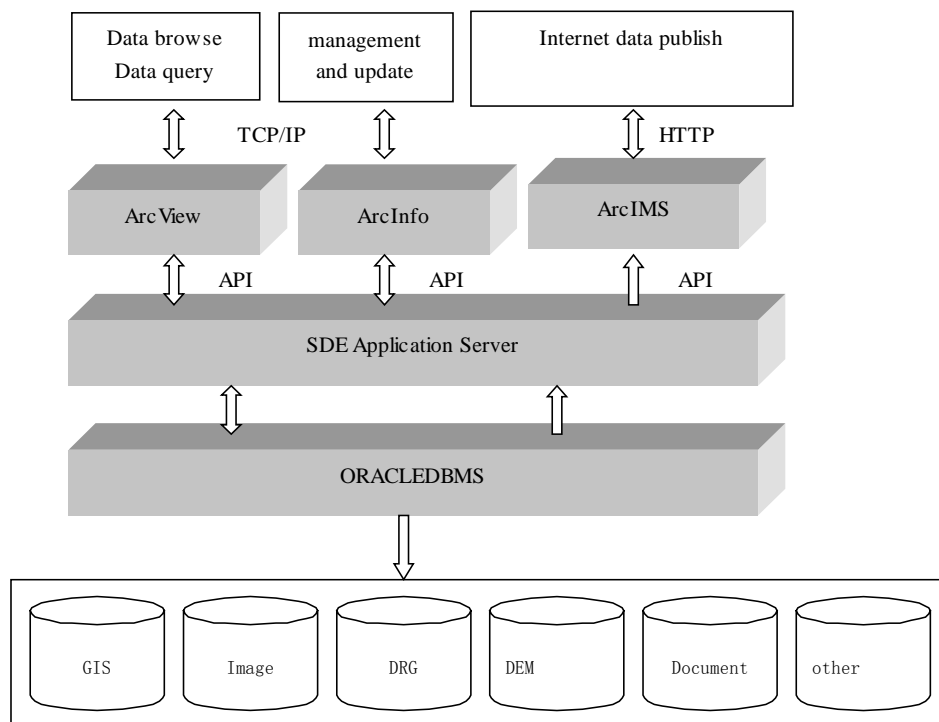 Data browse
Data query
management
and update
Internet data publish
TCP/IP
HTTP
ArcView
ArcInfo
ArcIMS
API
API
API
SDE Application Server
ORACLEDBMS
GIS
Image
DRG
DEM
Document
other